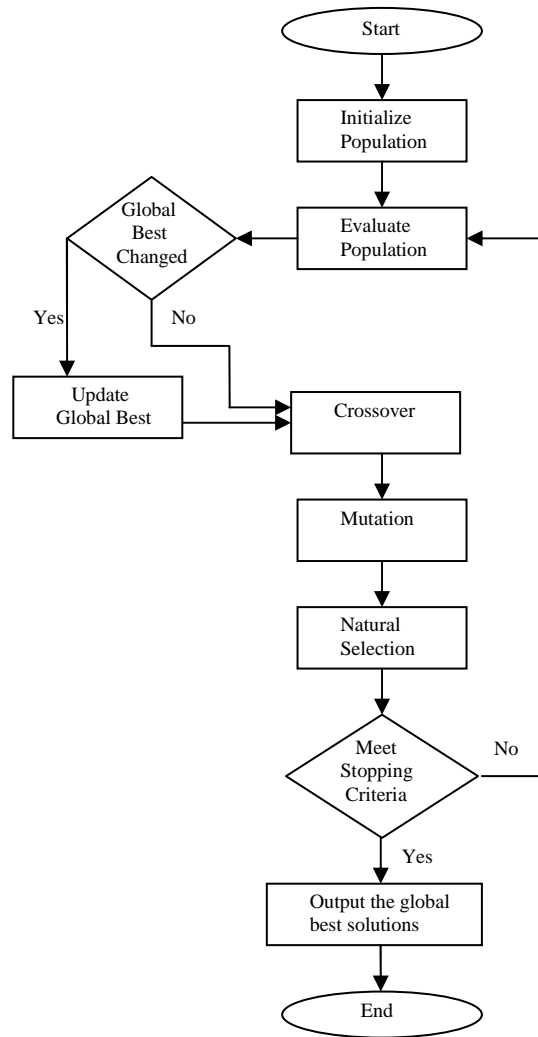 Start
Initialize
Population
Global
Best
Changed
Evaluate
Population
Yes
No
Update
Global Best
Crossover
Mutation
Natural
Selection
Meet
Stopping
Criteria
No
Yes
Output the global
best solutions
End